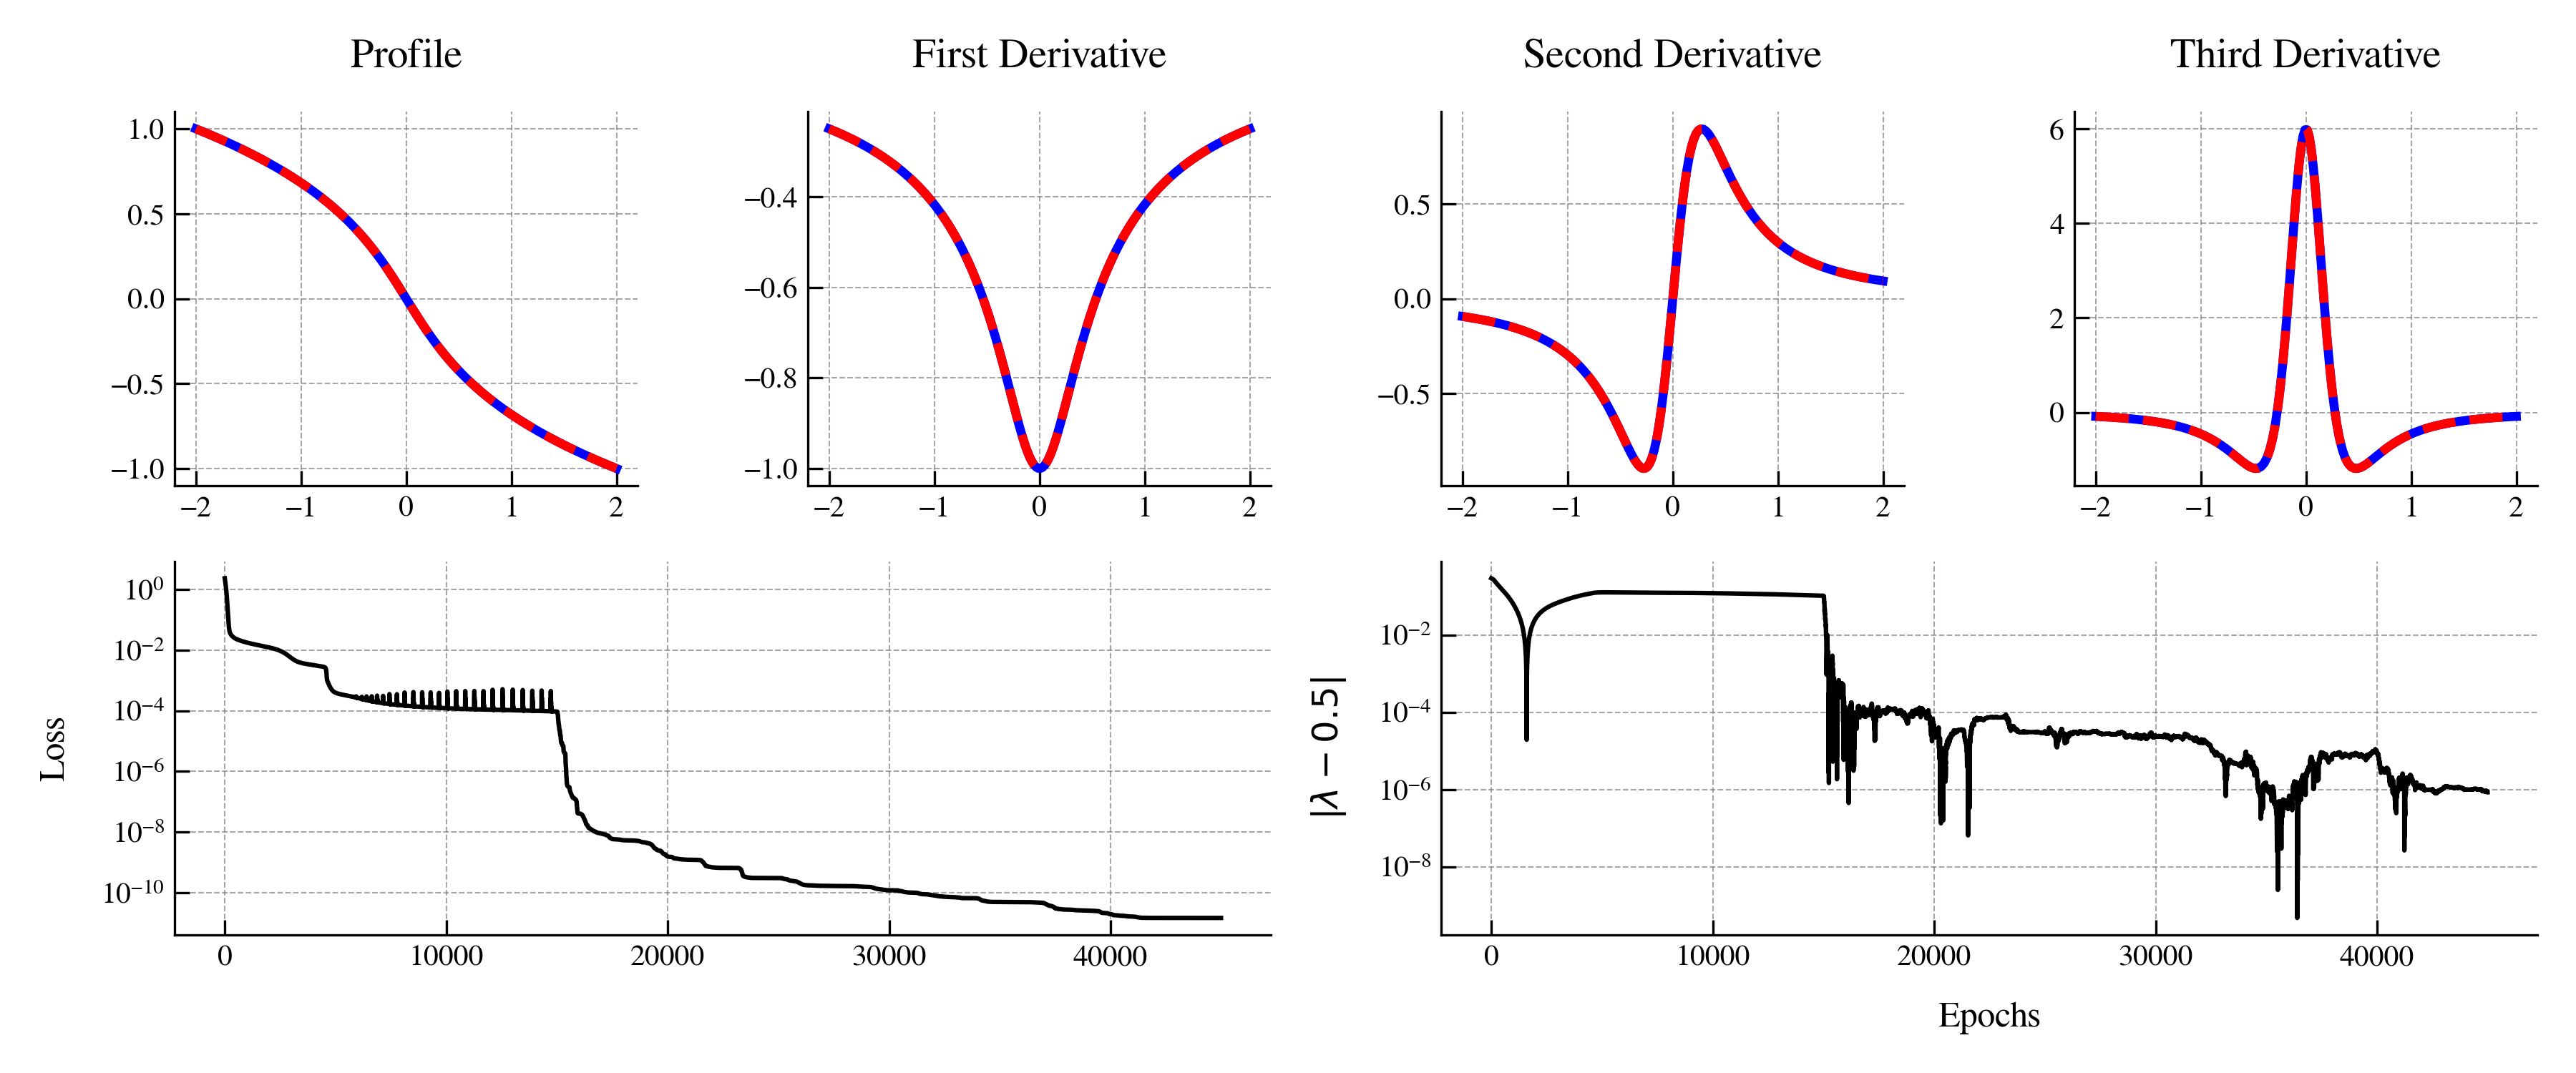 Profile
First Derivative
Second Derivative
Third Derivative
1.0
0.5
0.0
−0.5
−1.0
−2 −1 0 1 2
−0.4
−0.6
−0.8
−1.0
−2 −1 0 1 2
0.5
0.0
−0.5
−2 −1 0 1 2
6
4
2
0
−2 −1 0 1 2
Loss
10⁰
10⁻²
10⁻⁴
10⁻⁶
10⁻⁸
10⁻¹⁰
0 10000 20000 30000 40000
|λ − 0.5|
10⁻²
10⁻⁴
10⁻⁶
10⁻⁸
0 10000 20000 30000 40000
Epochs